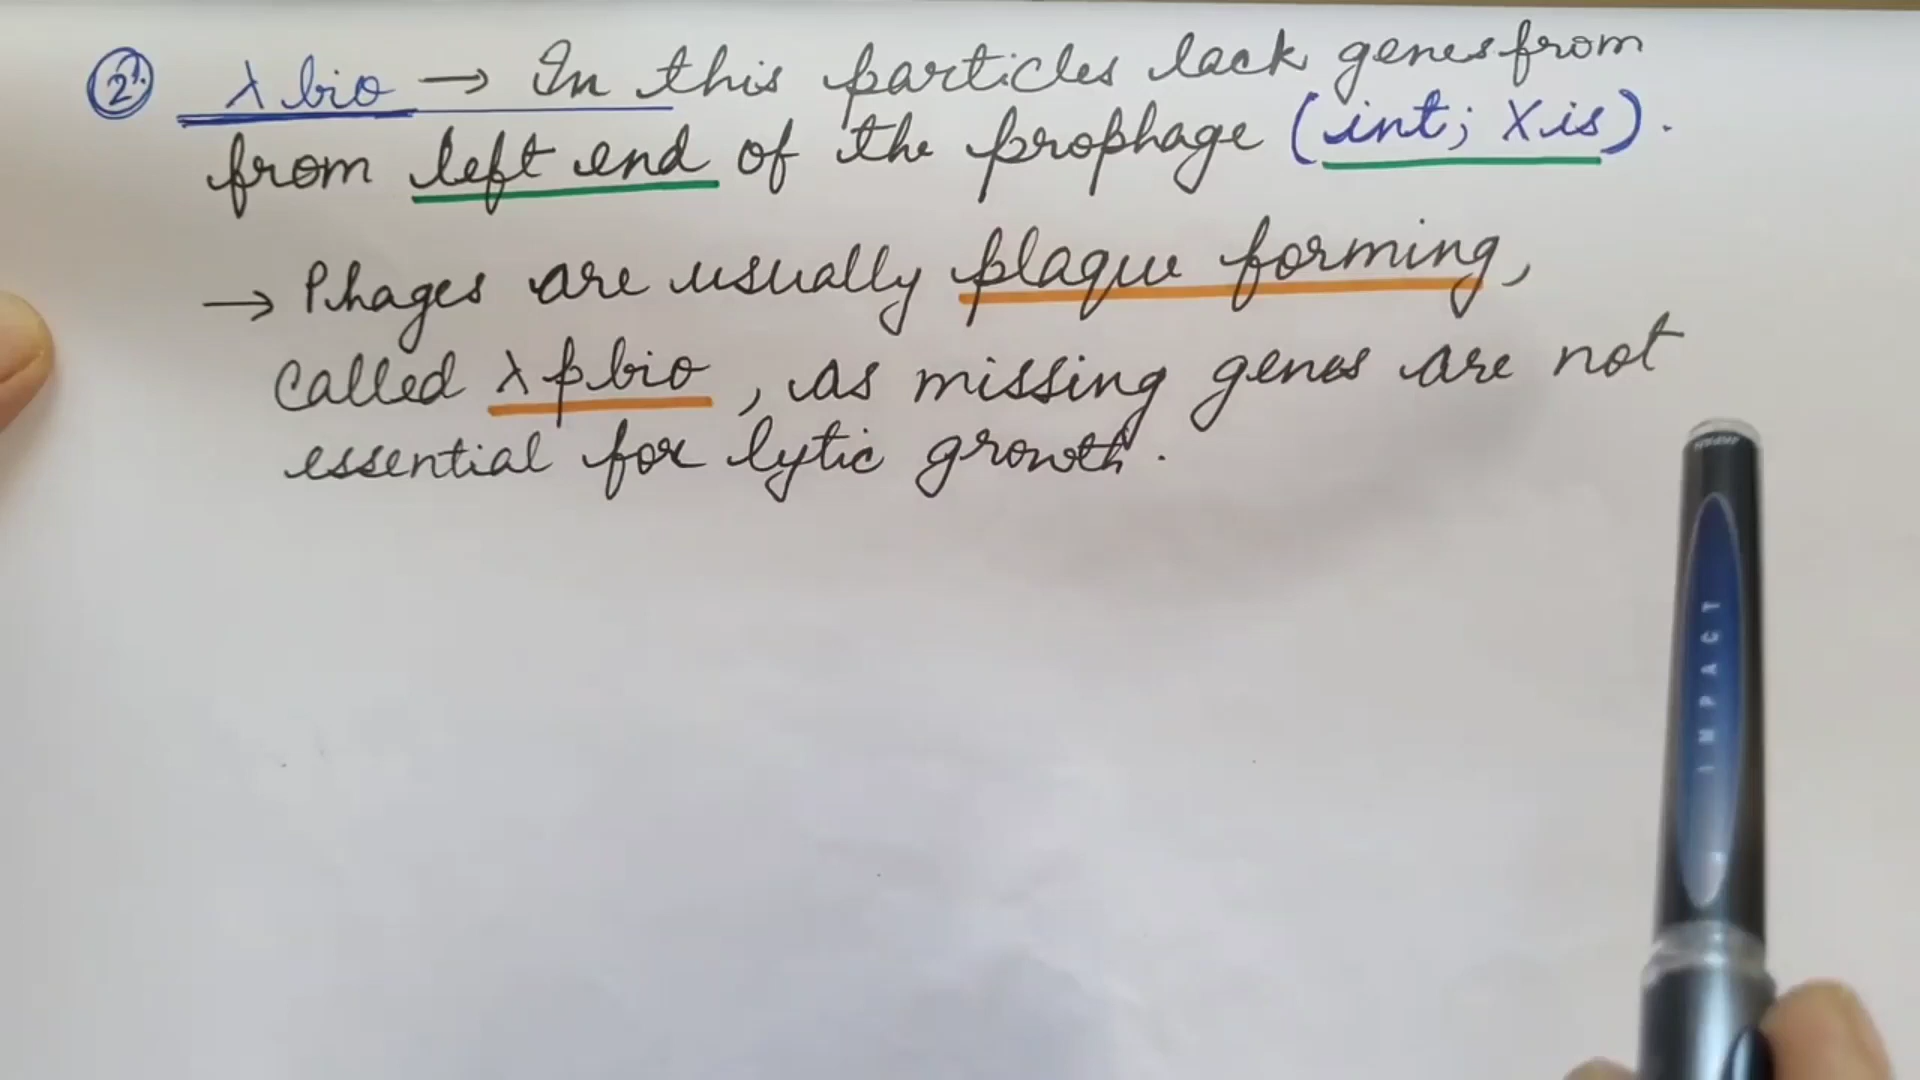 2. λ bio → In this particles lack genes from
from left end of the prophage (int; Xis).
→ Phages are usually plaque forming,
called λ p bio, as missing genes are not
essential for lytic growth.
IMPACT